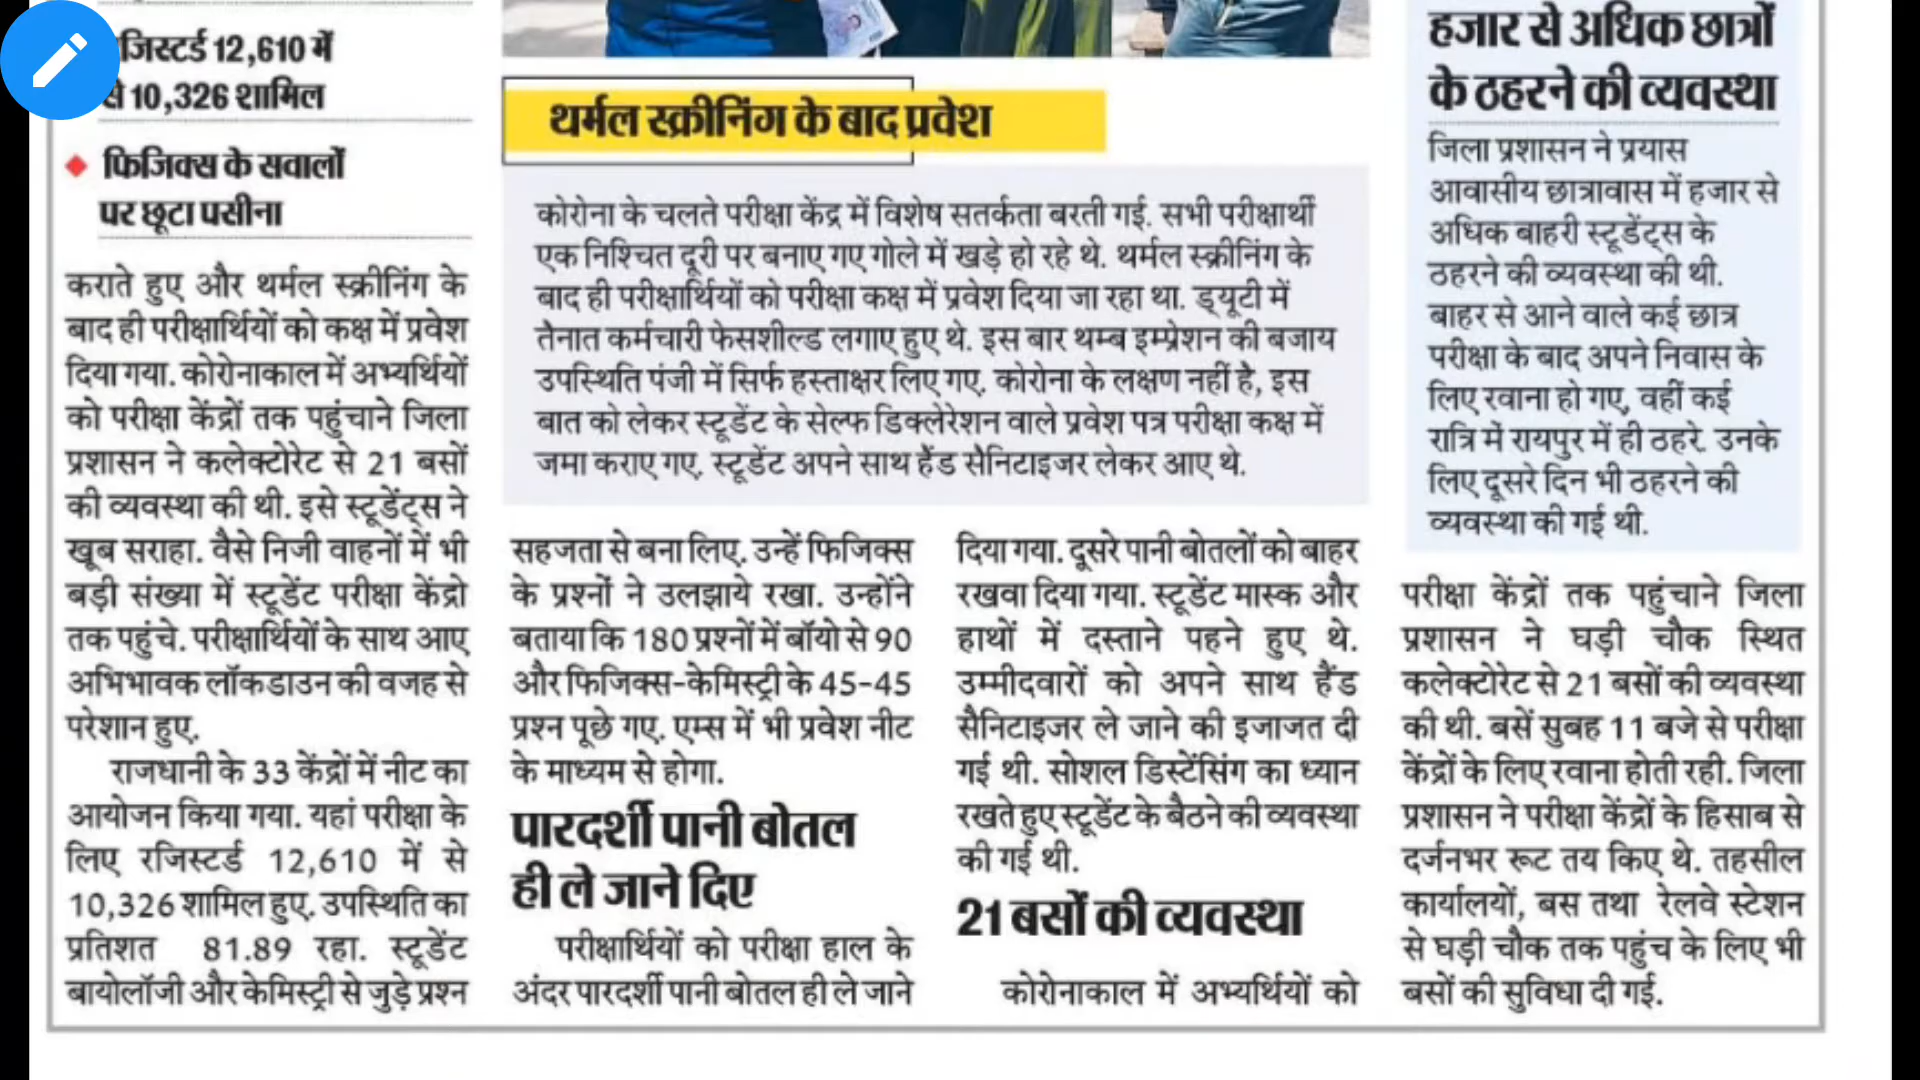 जिस्टर्ड 12,610 में
से 10,326 शामिल
फिजिक्स के सवालों
पर छूटा पसीना
कराते हुए और थर्मल स्क्रीनिंग के
बाद ही परीक्षार्थियों को कक्ष में प्रवेश
दिया गया. कोरोनाकाल में अभ्यर्थियों
को परीक्षा केंद्रों तक पहुंचाने जिला
प्रशासन ने कलेक्टोरेट से 21 बसों
की व्यवस्था की थी. इसे स्टूडेंट्स ने
खूब सराहा. वैसे निजी वाहनों में भी
बड़ी संख्या में स्टूडेंट परीक्षा केंद्रो
तक पहुंचे. परीक्षार्थियों के साथ आए
अभिभावक लॉकडाउन की वजह से
परेशान हुए.
राजधानी के 33 केंद्रों में नीट का
आयोजन किया गया. यहां परीक्षा के
लिए रजिस्टर्ड 12,610 में से
10,326 शामिल हुए. उपस्थिति का
प्रतिशत 81.89 रहा. स्टूडेंट
बायोलॉजी और केमिस्ट्री से जुड़े प्रश्न
थर्मल स्क्रीनिंग के बाद प्रवेश
कोरोना के चलते परीक्षा केंद्र में विशेष सतर्कता बरती गई. सभी परीक्षार्थी
एक निश्चित दूरी पर बनाए गए गोले में खड़े हो रहे थे. थर्मल स्क्रीनिंग के
बाद ही परीक्षार्थियों को परीक्षा कक्ष में प्रवेश दिया जा रहा था. ड्यूटी में
तैनात कर्मचारी फेसशील्ड लगाए हुए थे. इस बार थम्ब इम्प्रेशन की बजाय
उपस्थिति पंजी में सिर्फ हस्ताक्षर लिए गए. कोरोना के लक्षण नहीं है, इस
बात को लेकर स्टूडेंट के सेल्फ डिक्लेरेशन वाले प्रवेश पत्र परीक्षा कक्ष में
जमा कराए गए. स्टूडेंट अपने साथ हैंड सैनिटाइजर लेकर आए थे.
सहजता से बना लिए. उन्हें फिजिक्स
के प्रश्नों ने उलझाये रखा. उन्होंने
बताया कि 180 प्रश्नों में बॉयो से 90
और फिजिक्स-केमिस्ट्री के 45-45
प्रश्न पूछे गए. एम्स में भी प्रवेश नीट
के माध्यम से होगा.
पारदर्शी पानी बोतल
ही ले जाने दिए
परीक्षार्थियों को परीक्षा हाल के
अंदर पारदर्शी पानी बोतल ही ले जाने
दिया गया. दूसरे पानी बोतलों को बाहर
रखवा दिया गया. स्टूडेंट मास्क और
हाथों में दस्ताने पहने हुए थे.
उम्मीदवारों को अपने साथ हैंड
सैनिटाइजर ले जाने की इजाजत दी
गई थी. सोशल डिस्टेंसिंग का ध्यान
रखते हुए स्टूडेंट के बैठने की व्यवस्था
की गई थी.
21 बसों की व्यवस्था
कोरोनाकाल में अभ्यर्थियों को
हजार से अधिक छात्रों
के ठहरने की व्यवस्था
जिला प्रशासन ने प्रयास
आवासीय छात्रावास में हजार से
अधिक बाहरी स्टूडेंट्स के
ठहरने की व्यवस्था की थी.
बाहर से आने वाले कई छात्र
परीक्षा के बाद अपने निवास के
लिए रवाना हो गए, वहीं कई
रात्रि में रायपुर में ही ठहरे. उनके
लिए दूसरे दिन भी ठहरने की
व्यवस्था की गई थी.
परीक्षा केंद्रों तक पहुंचाने जिला
प्रशासन ने घड़ी चौक स्थित
कलेक्टोरेट से 21 बसों की व्यवस्था
की थी. बसें सुबह 11 बजे से परीक्षा
केंद्रों के लिए रवाना होती रही. जिला
प्रशासन ने परीक्षा केंद्रों के हिसाब से
दर्जनभर रूट तय किए थे. तहसील
कार्यालयों, बस तथा रेलवे स्टेशन
से घड़ी चौक तक पहुंच के लिए भी
बसों की सुविधा दी गई.